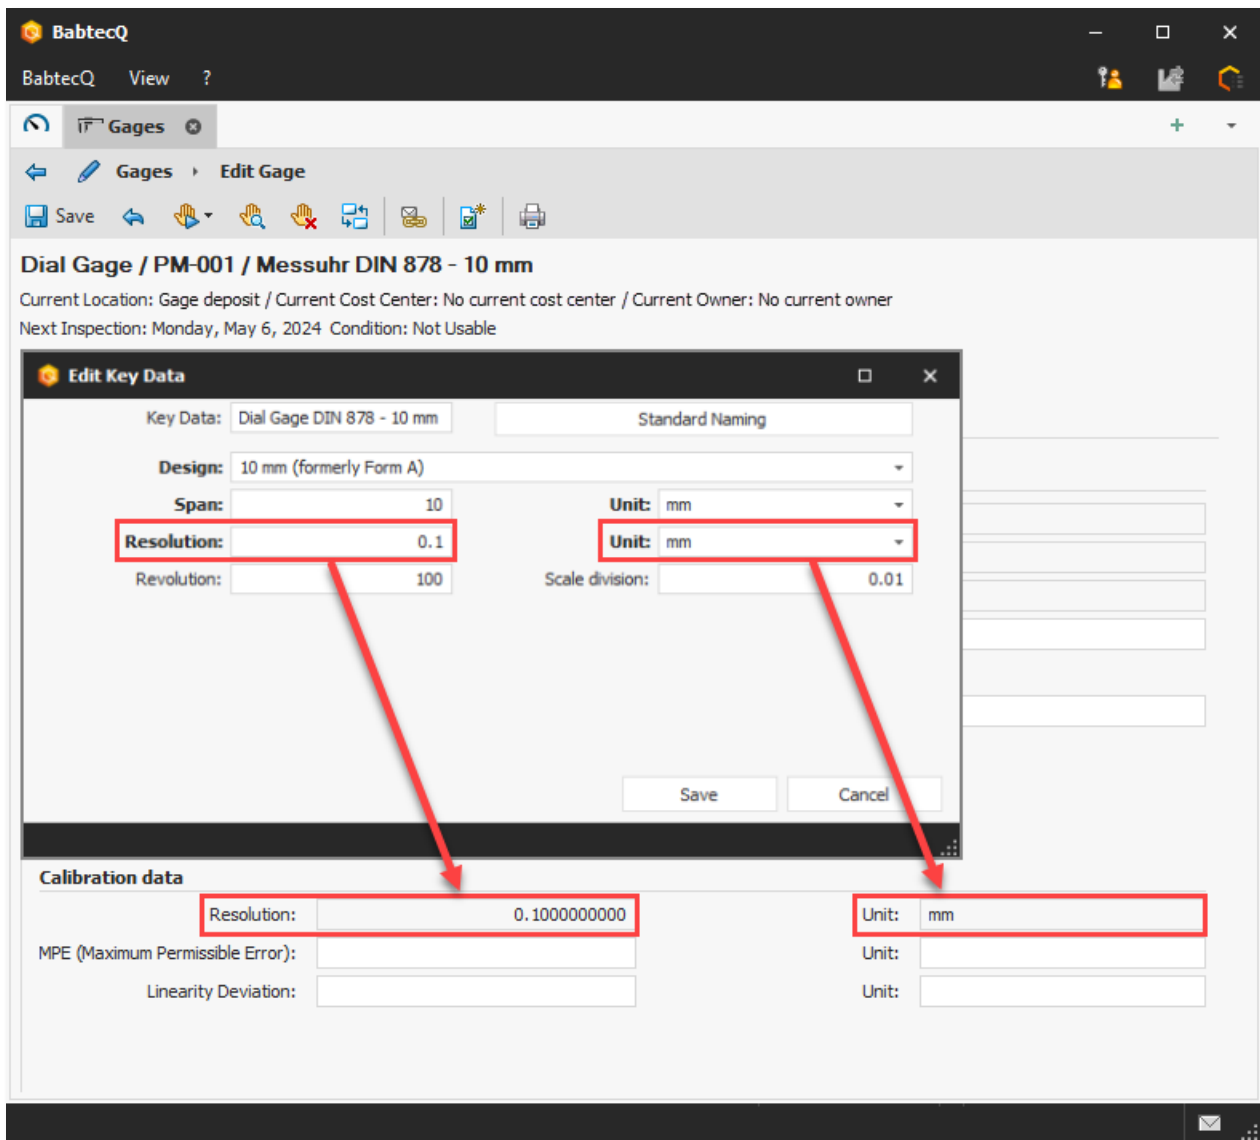 BabtecQ
BabtecQ View ?
Gages
Gages Edit Gage
Save
Dial Gage / PM-001 / Messuhr DIN 878 - 10 mm
Current Location: Gage deposit / Current Cost Center: No current cost center / Current Owner: No current owner
Next Inspection: Monday, May 6, 2024 Condition: Not Usable
Edit Key Data
Key Data: Dial Gage DIN 878 - 10 mm Standard Naming
Design: 10 mm (formerly Form A)
Span: 10 Unit: mm
Resolution: 0.1 Unit: mm
Revolution: 100 Scale division: 0.01
Save Cancel
Calibration data
Resolution: 0.1000000000 Unit: mm
MPE (Maximum Permissible Error): Unit:
Linearity Deviation: Unit: